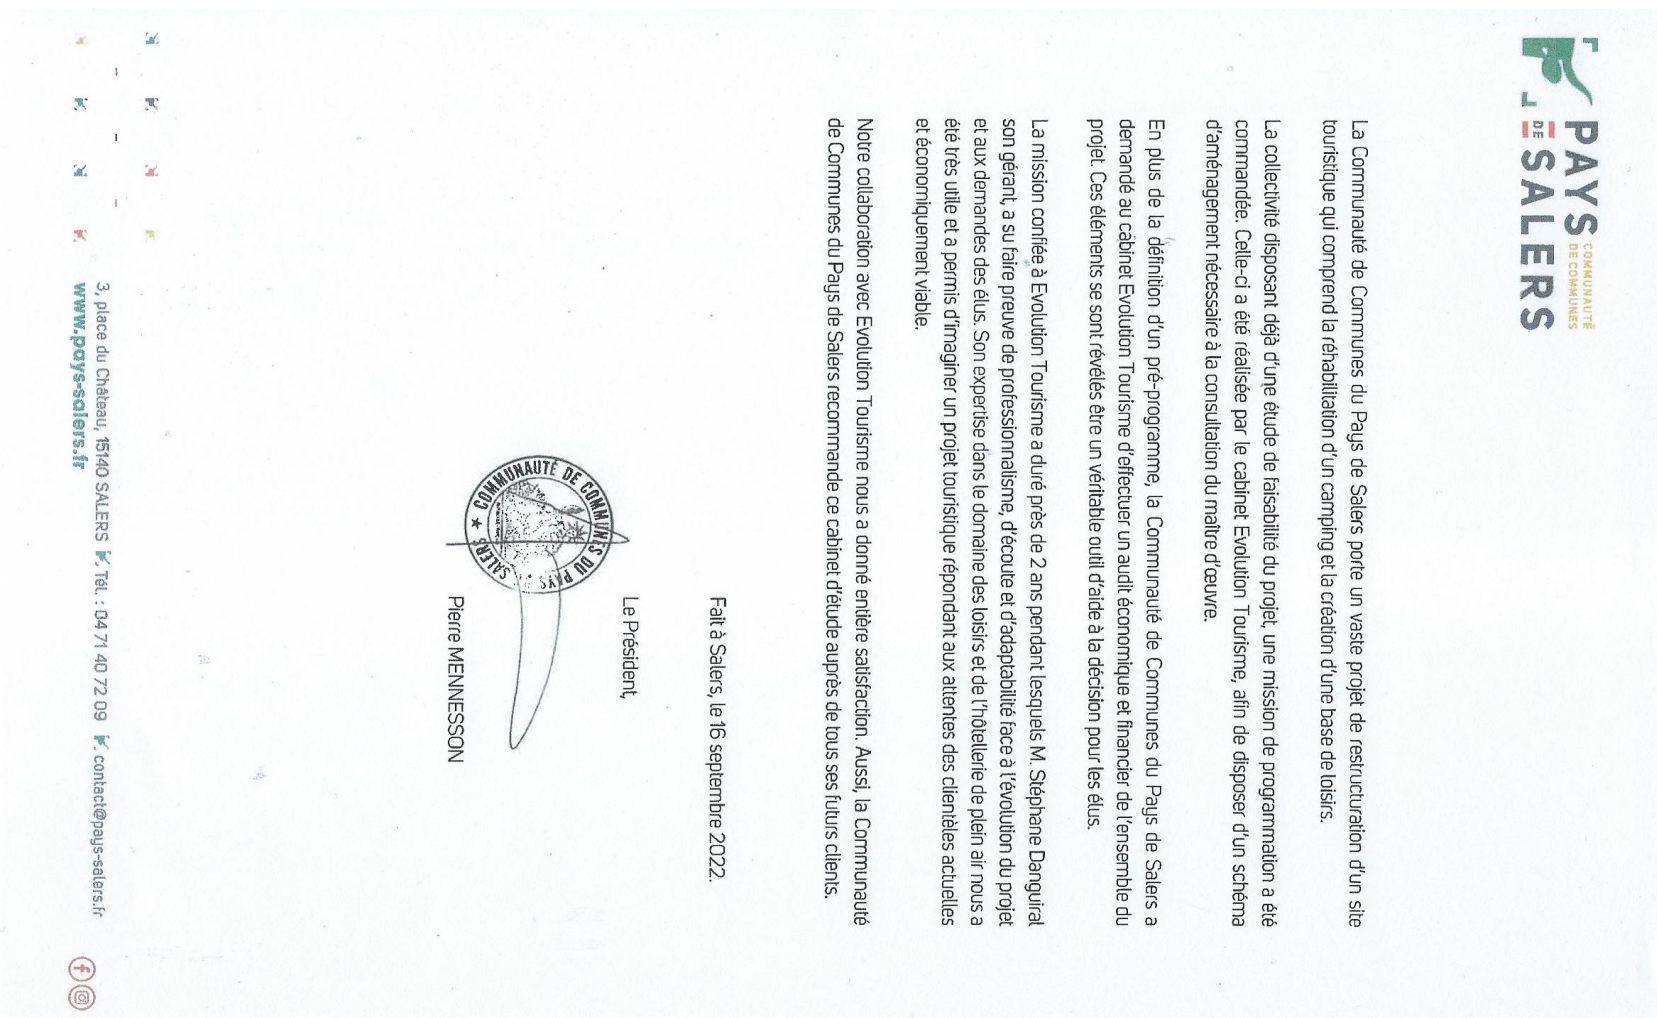 PAYS
DE SALERS
COMMUNAUTÉ
DE COMMUNES
La Communauté de Communes du Pays de Salers porte un vaste projet de restructuration d'un site
touristique qui comprend la réhabilitation d'un camping et la création d'une base de loisirs.
La collectivité disposant déjà d'une étude de faisabilité du projet, une mission de programmation a été
commandée. Celle-ci a été réalisée par le cabinet Evolution Tourisme, afin de disposer d'un schéma
d'aménagement nécessaire à la consultation du maître d'œuvre.
En plus de la définition d'un pré-programme, la Communauté de Communes du Pays de Salers a
demandé au cabinet Evolution Tourisme d'effectuer un audit économique et financier de l'ensemble du
projet. Ces éléments se sont révélés être un véritable outil d'aide à la décision pour les élus.
La mission confiée à Evolution Tourisme a duré près de 2 ans pendant lesquels M. Stéphane Danguiral
son gérant, a su faire preuve de professionnalisme, d'écoute et d'adaptabilité face à l'évolution du projet
et aux demandes des élus. Son expertise dans le domaine des loisirs et de l'hôtellerie de plein air nous a
été très utile et a permis d'imaginer un projet touristique répondant aux attentes des clientèles actuelles
et économiquement viable.
Notre collaboration avec Evolution Tourisme nous a donné entière satisfaction. Aussi, la Communauté
de Communes du Pays de Salers recommande ce cabinet d'étude auprès de tous ses futurs clients.
Fait à Salers, le 16 septembre 2022.
Le Président,
COMMUNAUTÉ DE COMMUNES DU PAYS
SALERS
Pierre MENNESSON
3, place du Château, 15140 SALERS Tél. : 04 71 40 72 09 contact@pays-salers.fr
www.pays-salers.fr